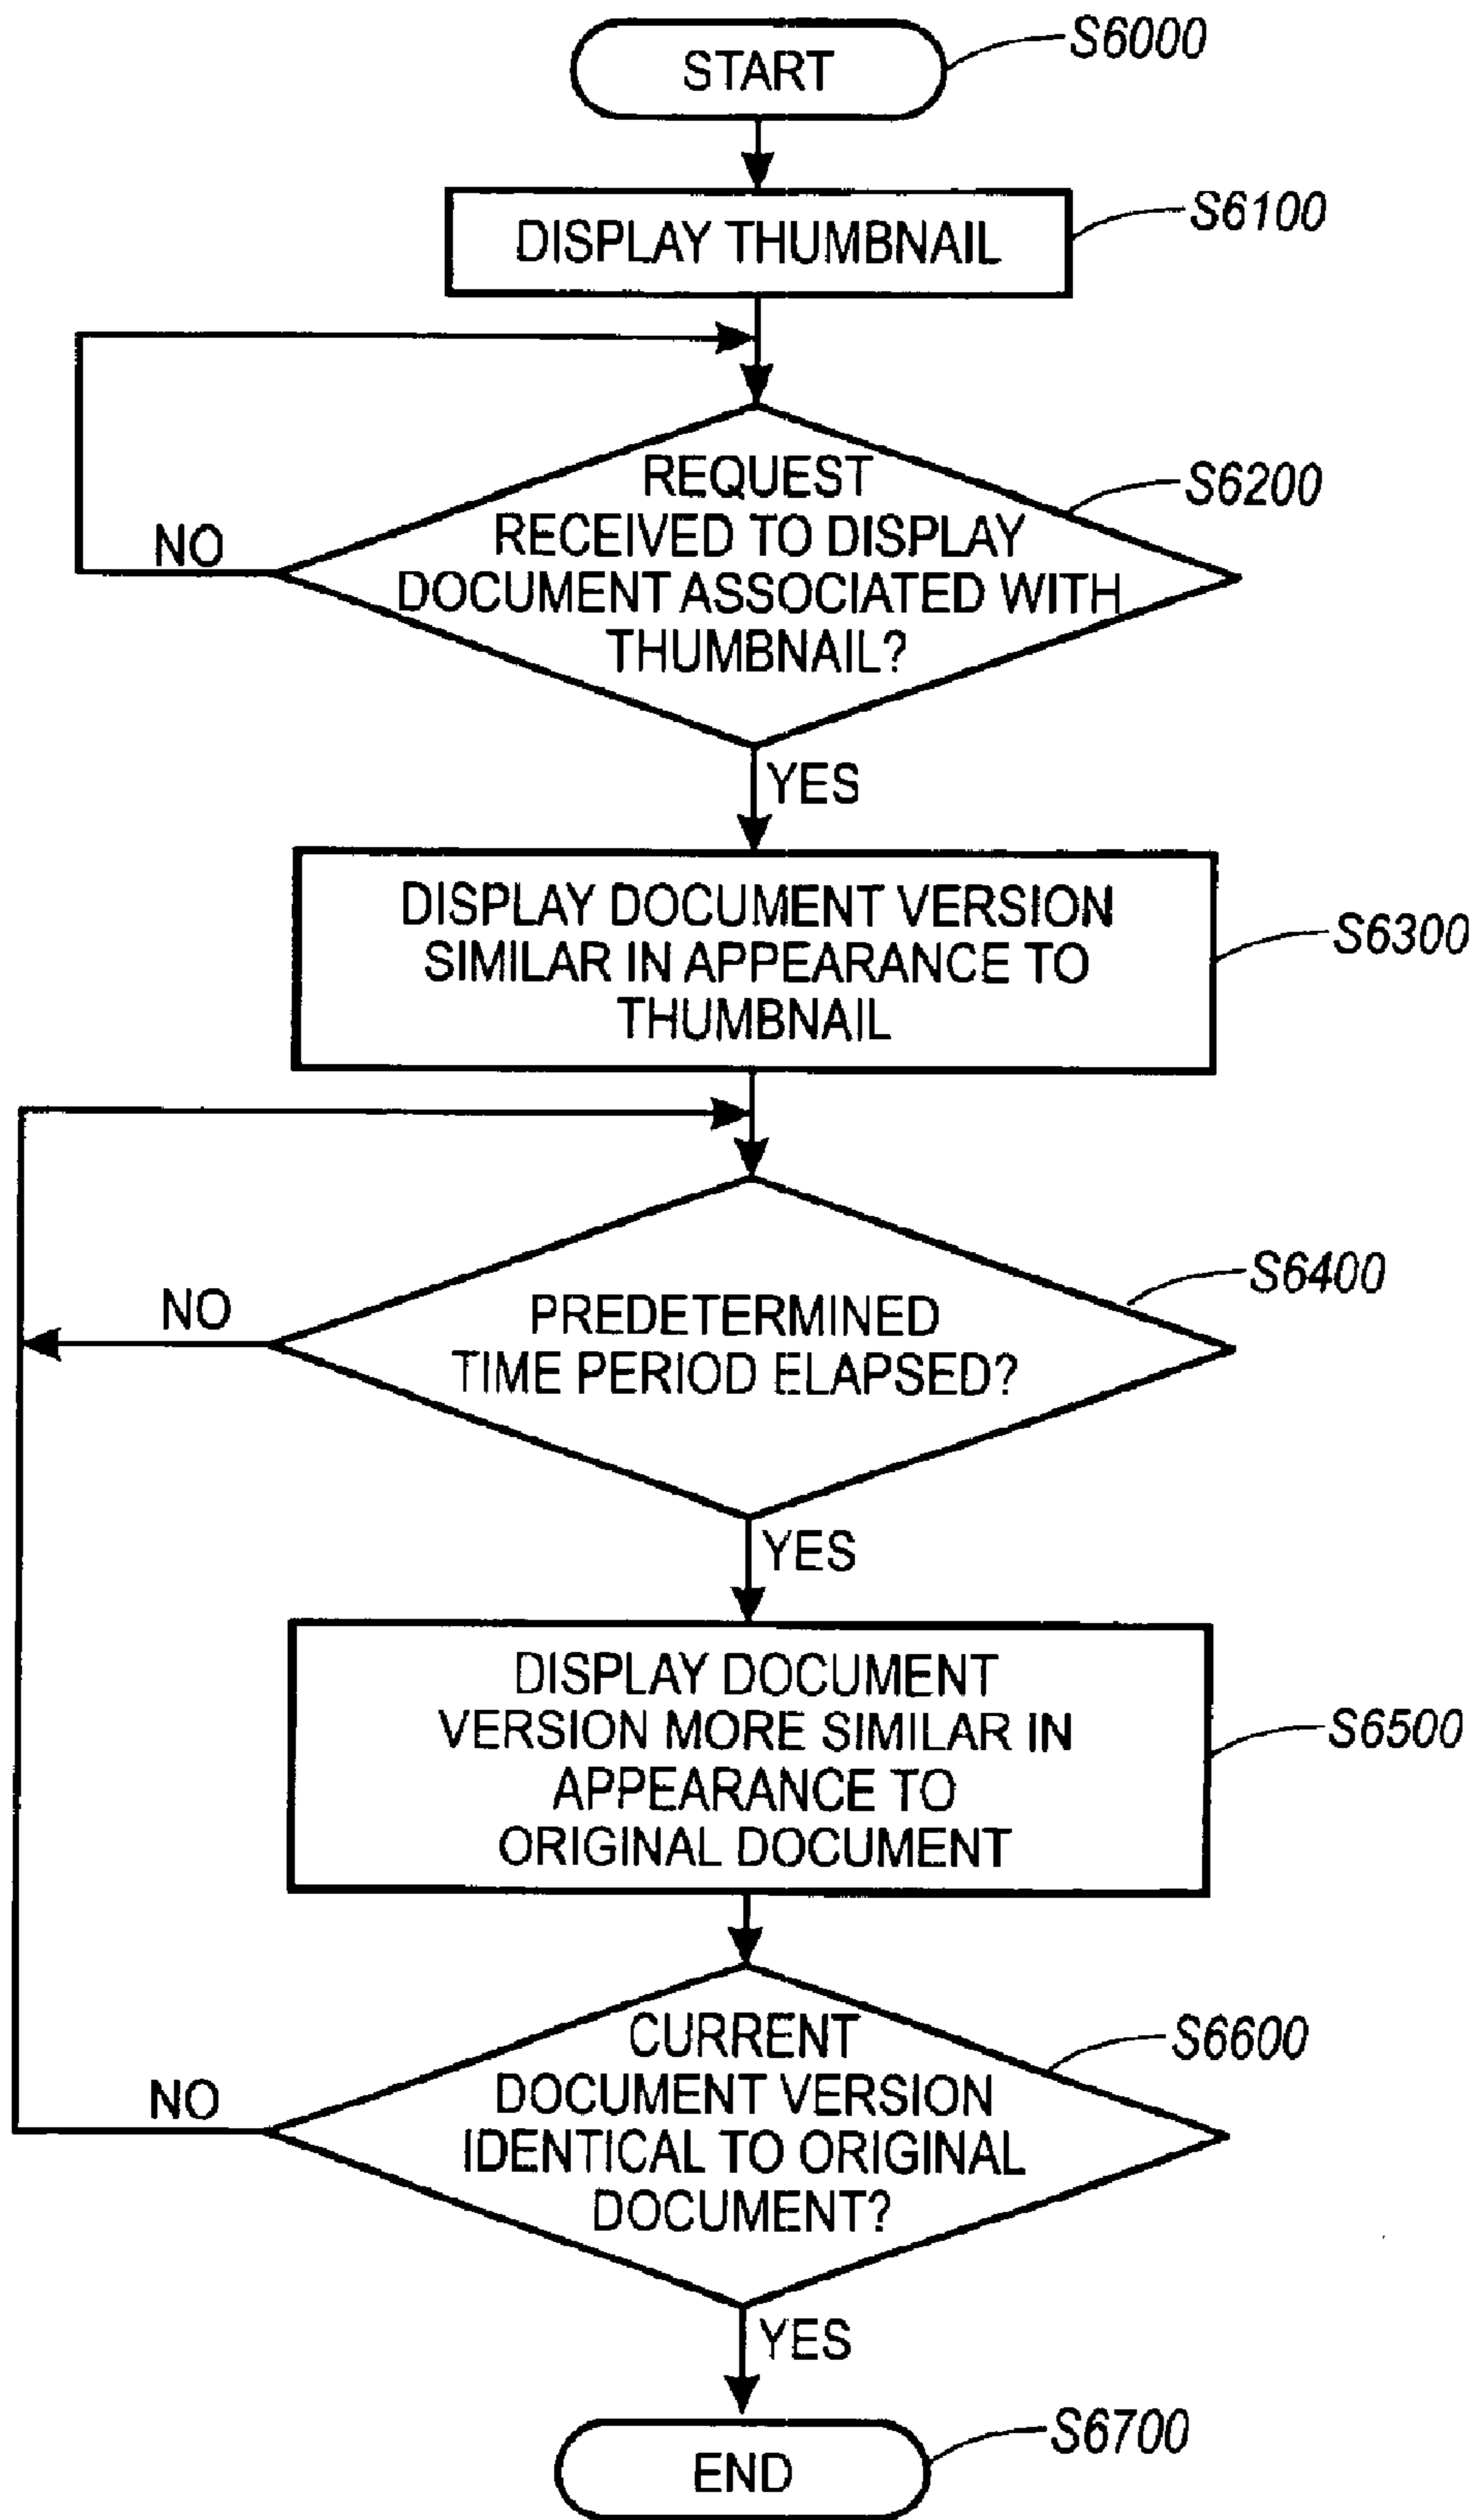 START
S6000
DISPLAY THUMBNAIL
S6100
REQUEST
RECEIVED TO DISPLAY
DOCUMENT ASSOCIATED WITH
THUMBNAIL?
S6200
NO
YES
DISPLAY DOCUMENT VERSION
SIMILAR IN APPEARANCE TO
THUMBNAIL
S6300
PREDETERMINED
TIME PERIOD ELAPSED?
S6400
NO
YES
DISPLAY DOCUMENT
VERSION MORE SIMILAR IN
APPEARANCE TO
ORIGINAL DOCUMENT
S6500
CURRENT
DOCUMENT VERSION
IDENTICAL TO ORIGINAL
DOCUMENT?
S6600
NO
YES
END
S6700